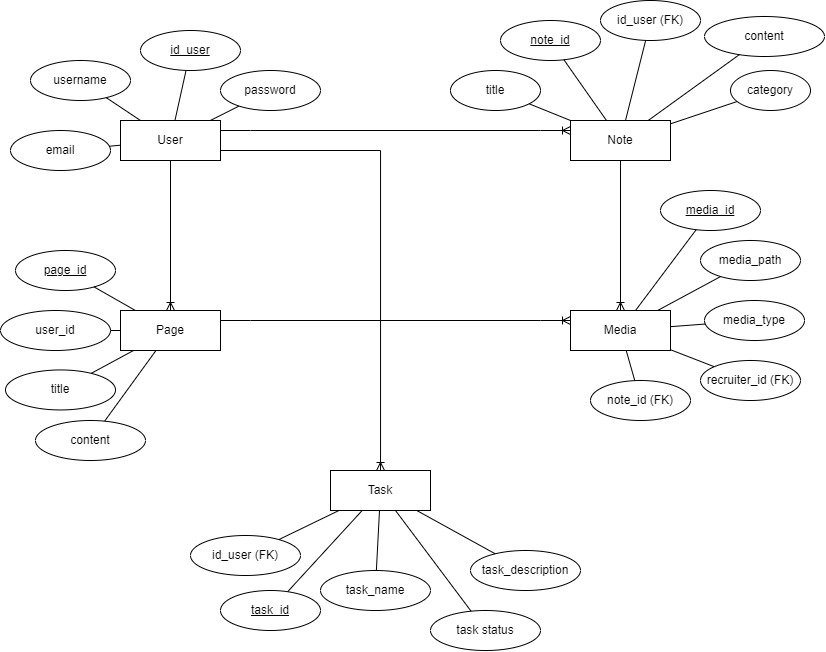 id_user
username
password
email
User
note_id
id_user (FK)
content
title
category
Note
media_id
media_path
media_type
recruiter_id (FK)
note_id (FK)
Media
page_id
user_id
title
content
Page
Task
id_user (FK)
task_id
task_name
task status
task_description